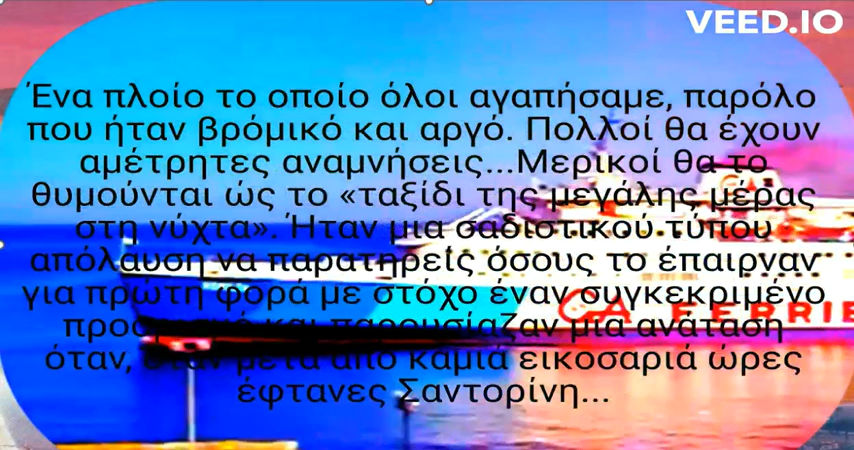 VEED.IO
Ένα πλοίο το οποίο όλοι αγαπήσαμε, παρόλο
που ήταν βρόμικό και αργό. Πολλοί θα έχουν
αμέτρητες αναμνήσεις...Μερικοί θα το
θυμούνται ώς το «ταξίδι της μεγάλης μέρας
στη νύχτα». Ήταν μια σαδιστικού τύπου
απόλαυση να παρατηρείς όσους το έπαιρναν
για πρώτη φορά με στόχο έναν συγκεκριμένο
και παρουσίαζαν μια ανάταση
όταν, όταν μετά από καμιά εικοσαριά ώρες
έφτανες Σαντορίνη...
GA FERRIE